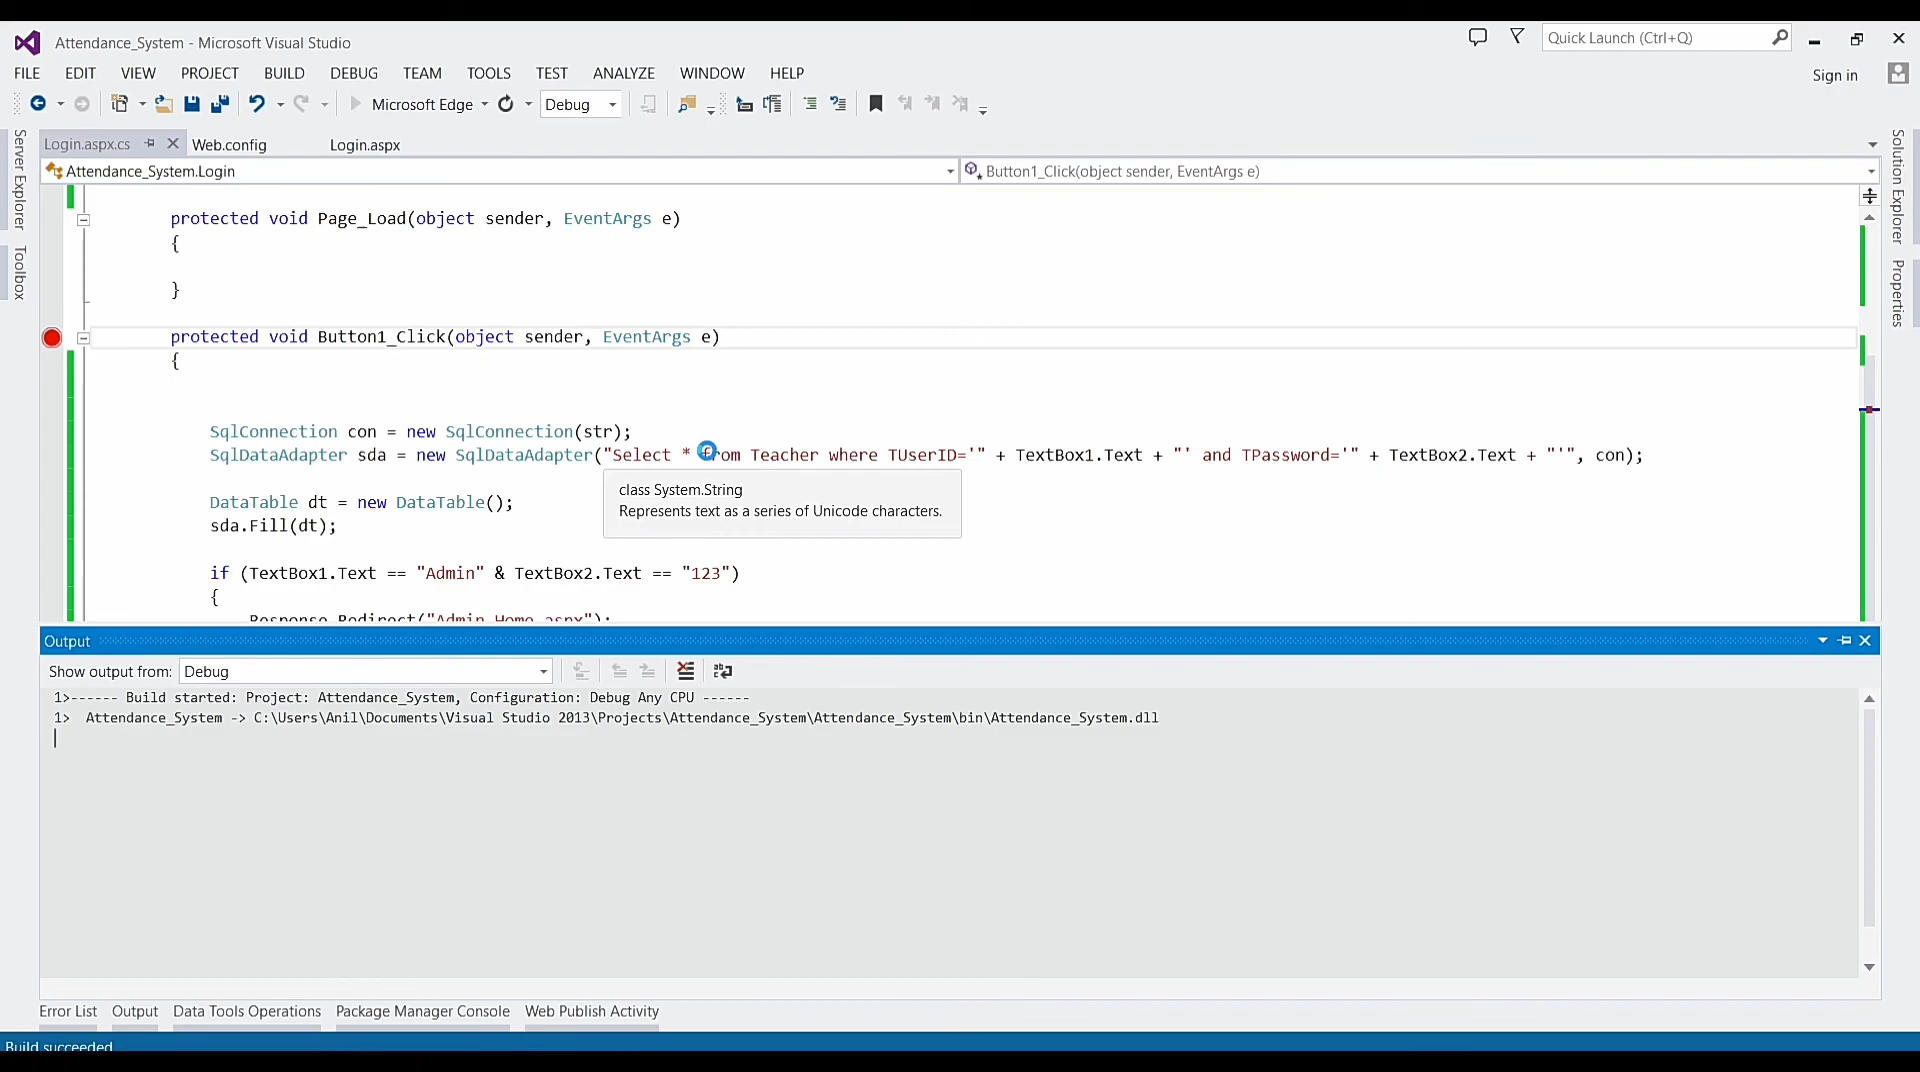 Attendance_System - Microsoft Visual Studio
Quick Launch (Ctrl+Q)
FILE EDIT VIEW PROJECT BUILD DEBUG TEAM TOOLS TEST ANALYZE WINDOW HELP
Sign in
Microsoft Edge
Debug
Login.aspx.cs
Web.config
Login.aspx
Attendance_System.Login
Button1_Click(object sender, EventArgs e)
Server Explorer
Toolbox
Solution Explorer
Properties
protected void Page_Load(object sender, EventArgs e)
{
}
protected void Button1_Click(object sender, EventArgs e)
{
SqlConnection con = new SqlConnection(str);
SqlDataAdapter sda = new SqlDataAdapter("Select * from Teacher where TUserID='" + TextBox1.Text + "' and TPassword='" + TextBox2.Text + "'", con);
class System.String
Represents text as a series of Unicode characters.
DataTable dt = new DataTable();
sda.Fill(dt);
if (TextBox1.Text == "Admin" & TextBox2.Text == "123")
{
Response.Redirect("Admin_Home.aspx");
Output
Show output from: Debug
1>------ Build started: Project: Attendance_System, Configuration: Debug Any CPU ------
1>  Attendance_System -> C:\Users\Anil\Documents\Visual Studio 2013\Projects\Attendance_System\Attendance_System\bin\Attendance_System.dll
Error List Output Data Tools Operations Package Manager Console Web Publish Activity
Build succeeded